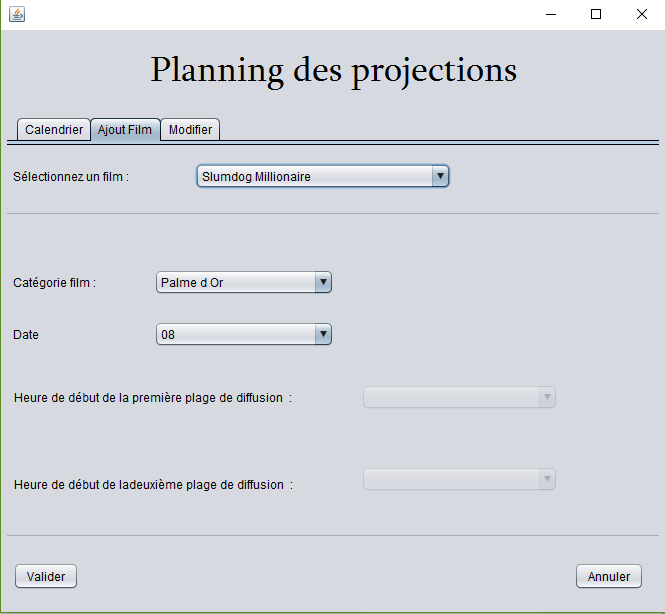 Planning des projections
Calendrier Ajout Film Modifier
Sélectionnez un film : Slumdog Millionaire
Catégorie film : Palme d Or
Date 08
Heure de début de la première plage de diffusion :
Heure de début de ladeuxième plage de diffusion :
Valider Annuler